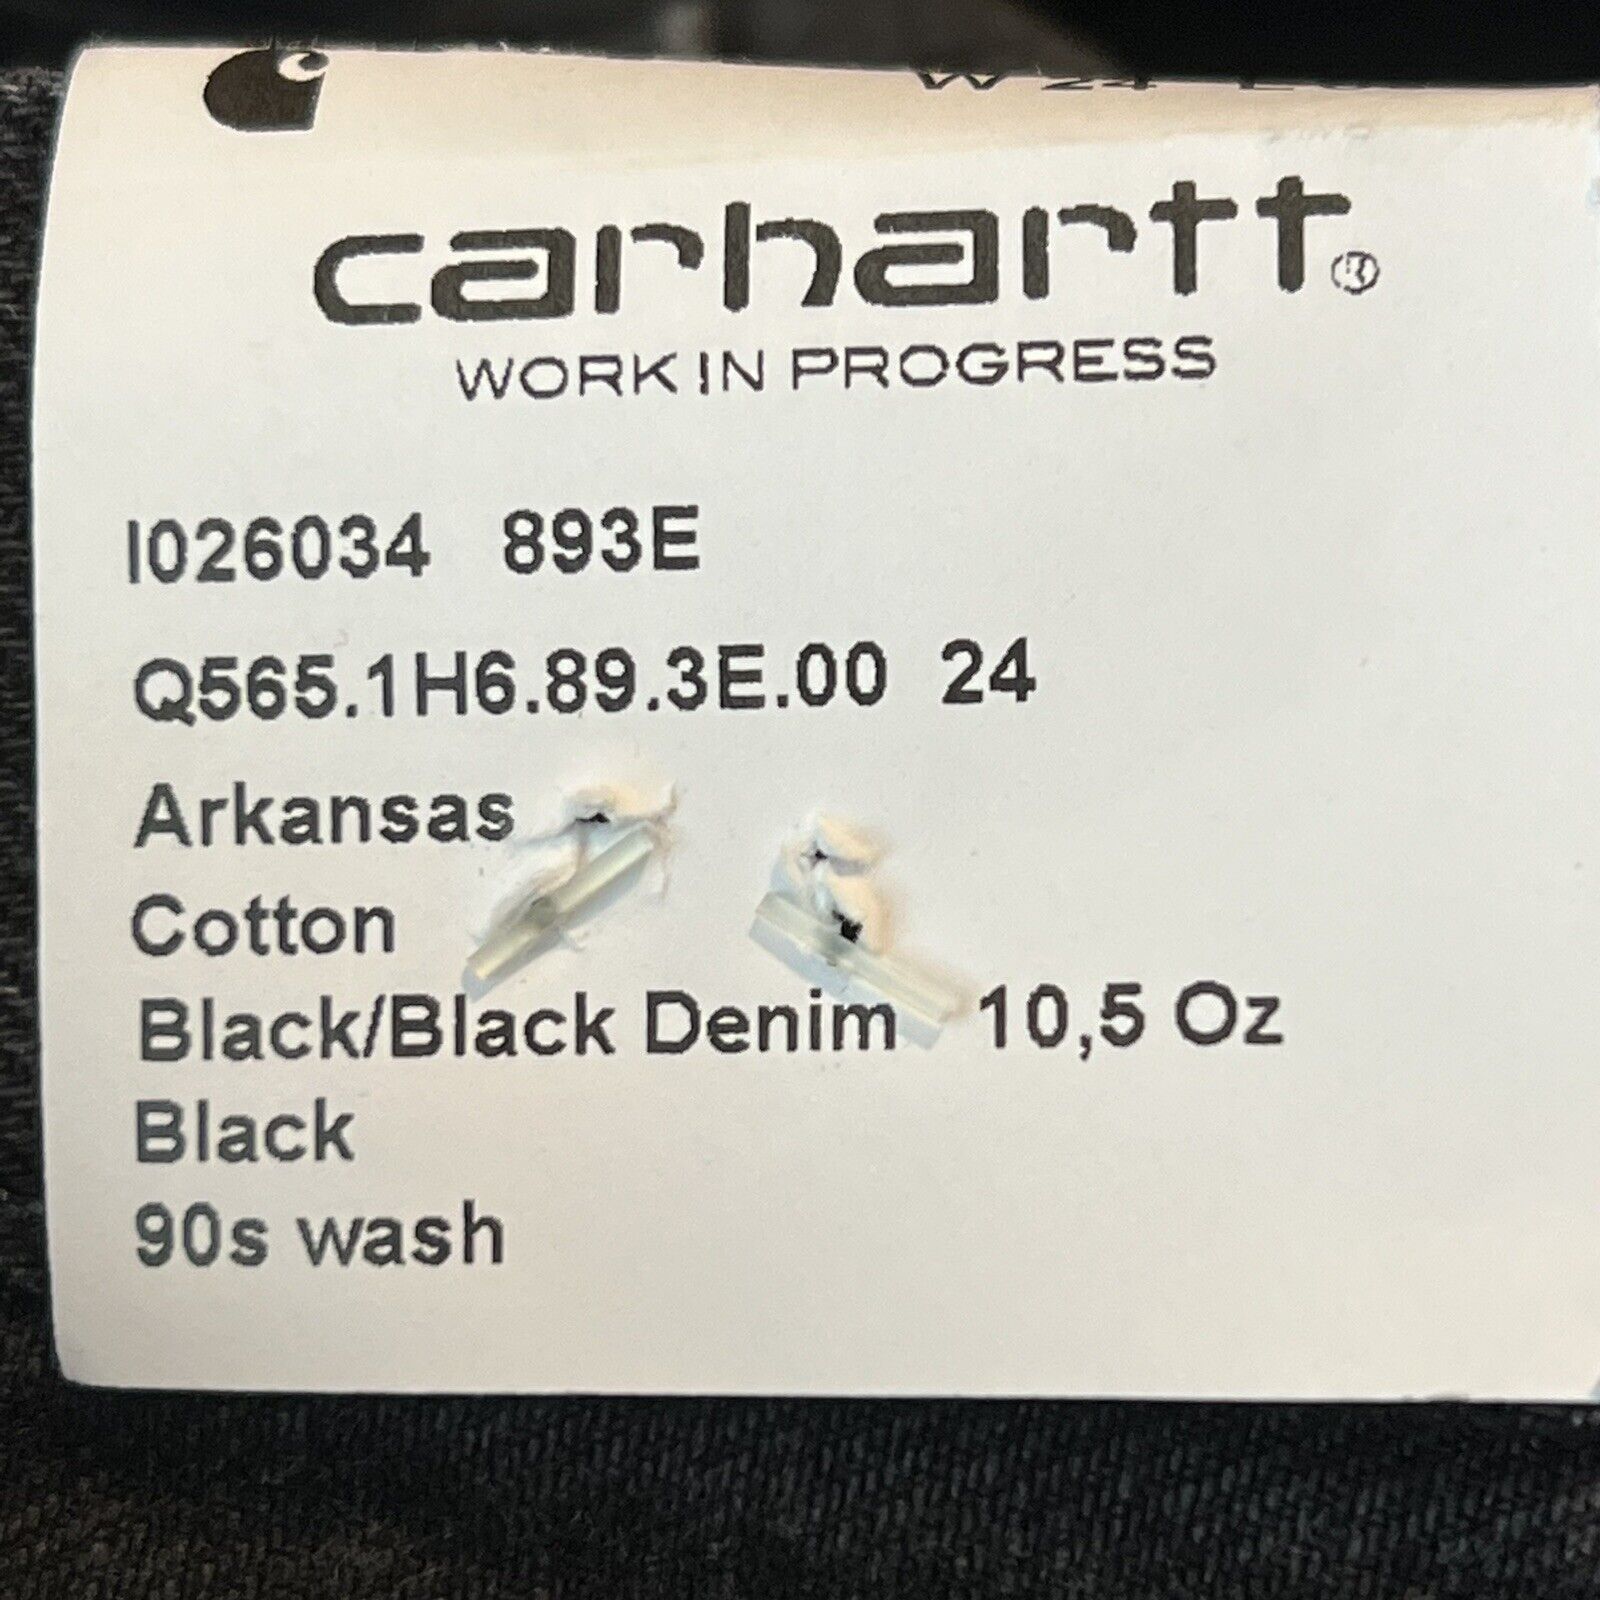 W 24
carhartt®
WORK IN PROGRESS
I026034 893E
Q565.1H6.89.3E.00 24
Arkansas
Cotton
Black/Black Denim 10,5 Oz
Black
90s wash